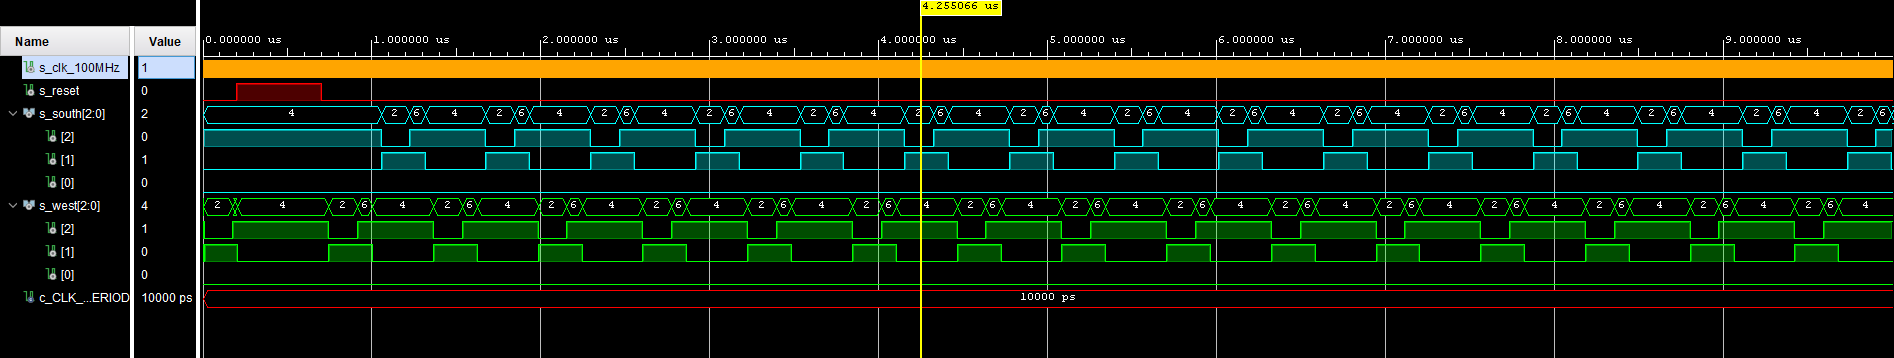 4.255066 us
Name Value 0.000000 us 1.000000 us 2.000000 us 3.000000 us 4.000000 us 5.000000 us 6.000000 us 7.000000 us 8.000000 us 9.000000 us
s_clk_100MHz 1
s_reset 0
s_south[2:0] 2 4 2 6 4 2 6 4 2 6 4 2 6 4 2 6 4 2 6 4 2 6 4 2 6 4 2 6 4 2 6 4 2 6 4 2 6 4 2 6 4 2 6 4 2 6
[2] 0
[1] 1
[0] 0
s_west[2:0] 4 2 4 2 6 4 2 6 4 2 6 4 2 6 4 2 6 4 2 6 4 2 6 4 2 6 4 2 6 4 2 6 4 2 6 4 2 6 4 2 6 4 2 6 4 2 6 4
[2] 1
[1] 0
[0] 0
c_CLK_...ERIOD 10000 ps 10000 ps